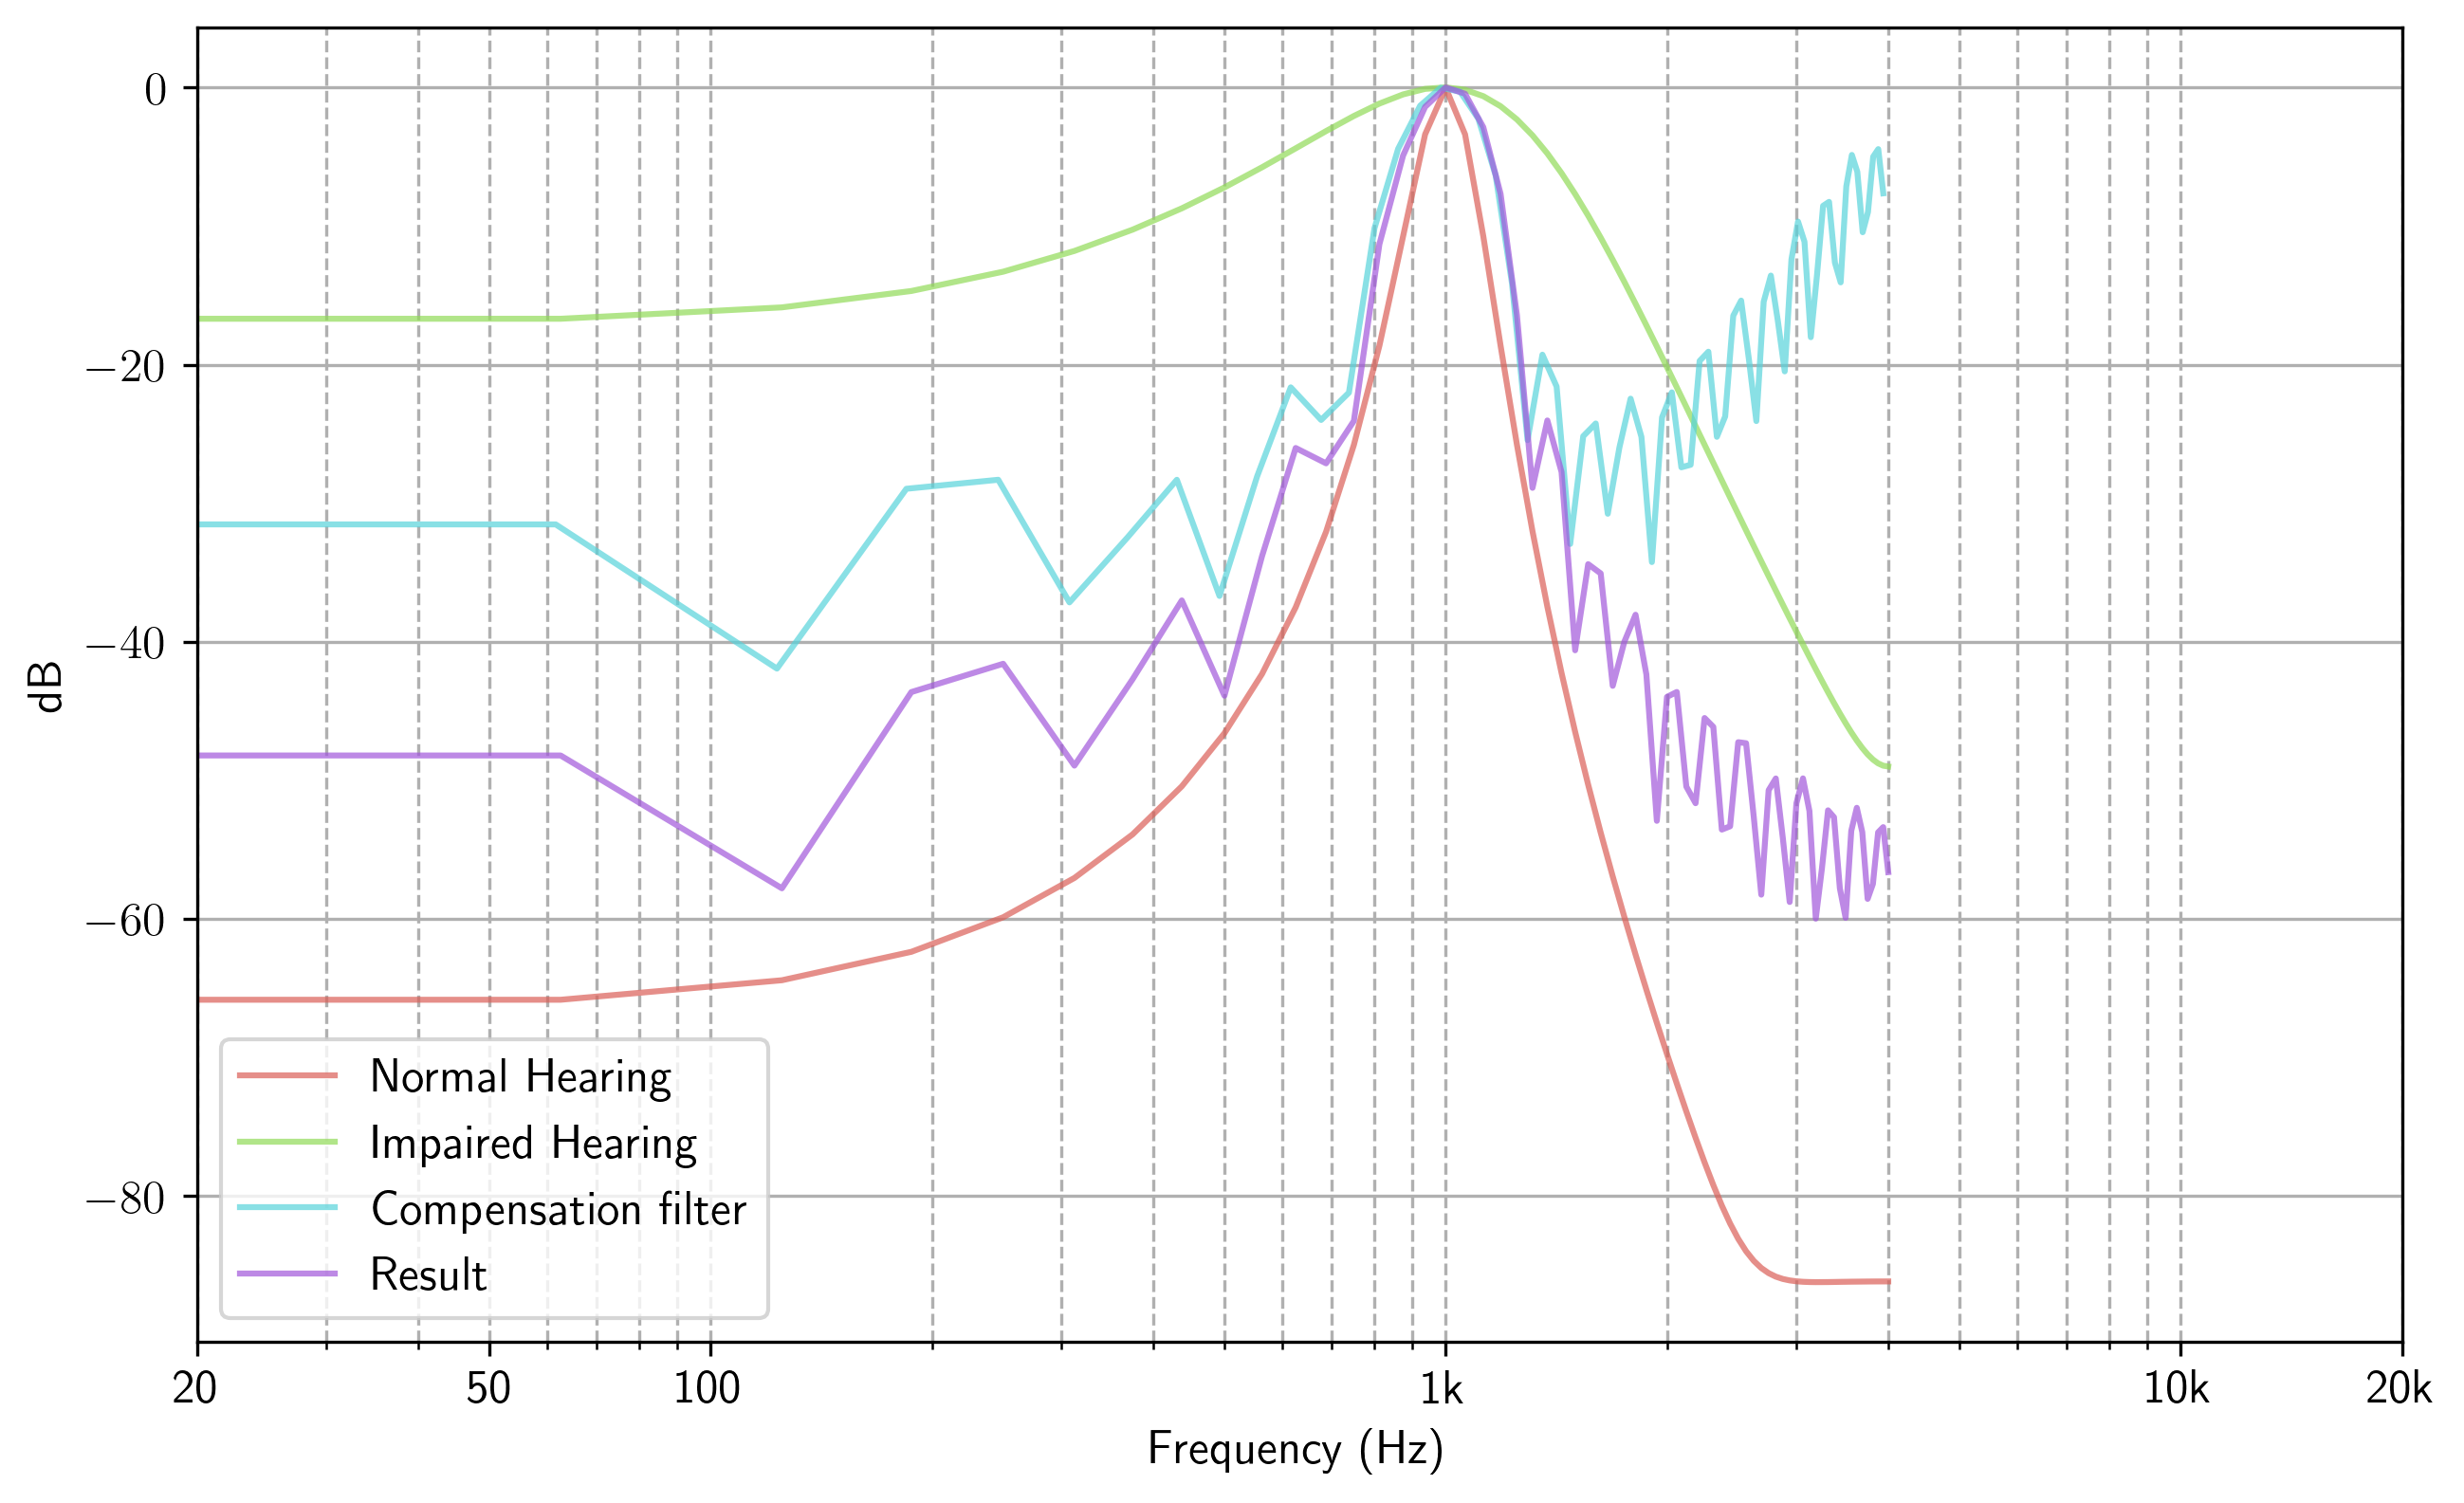 0
−20
−40
−60
−80
dB
Normal Hearing
Impaired Hearing
Compensation filter
Result
20 50 100 1k 10k 20k
Frequency (Hz)